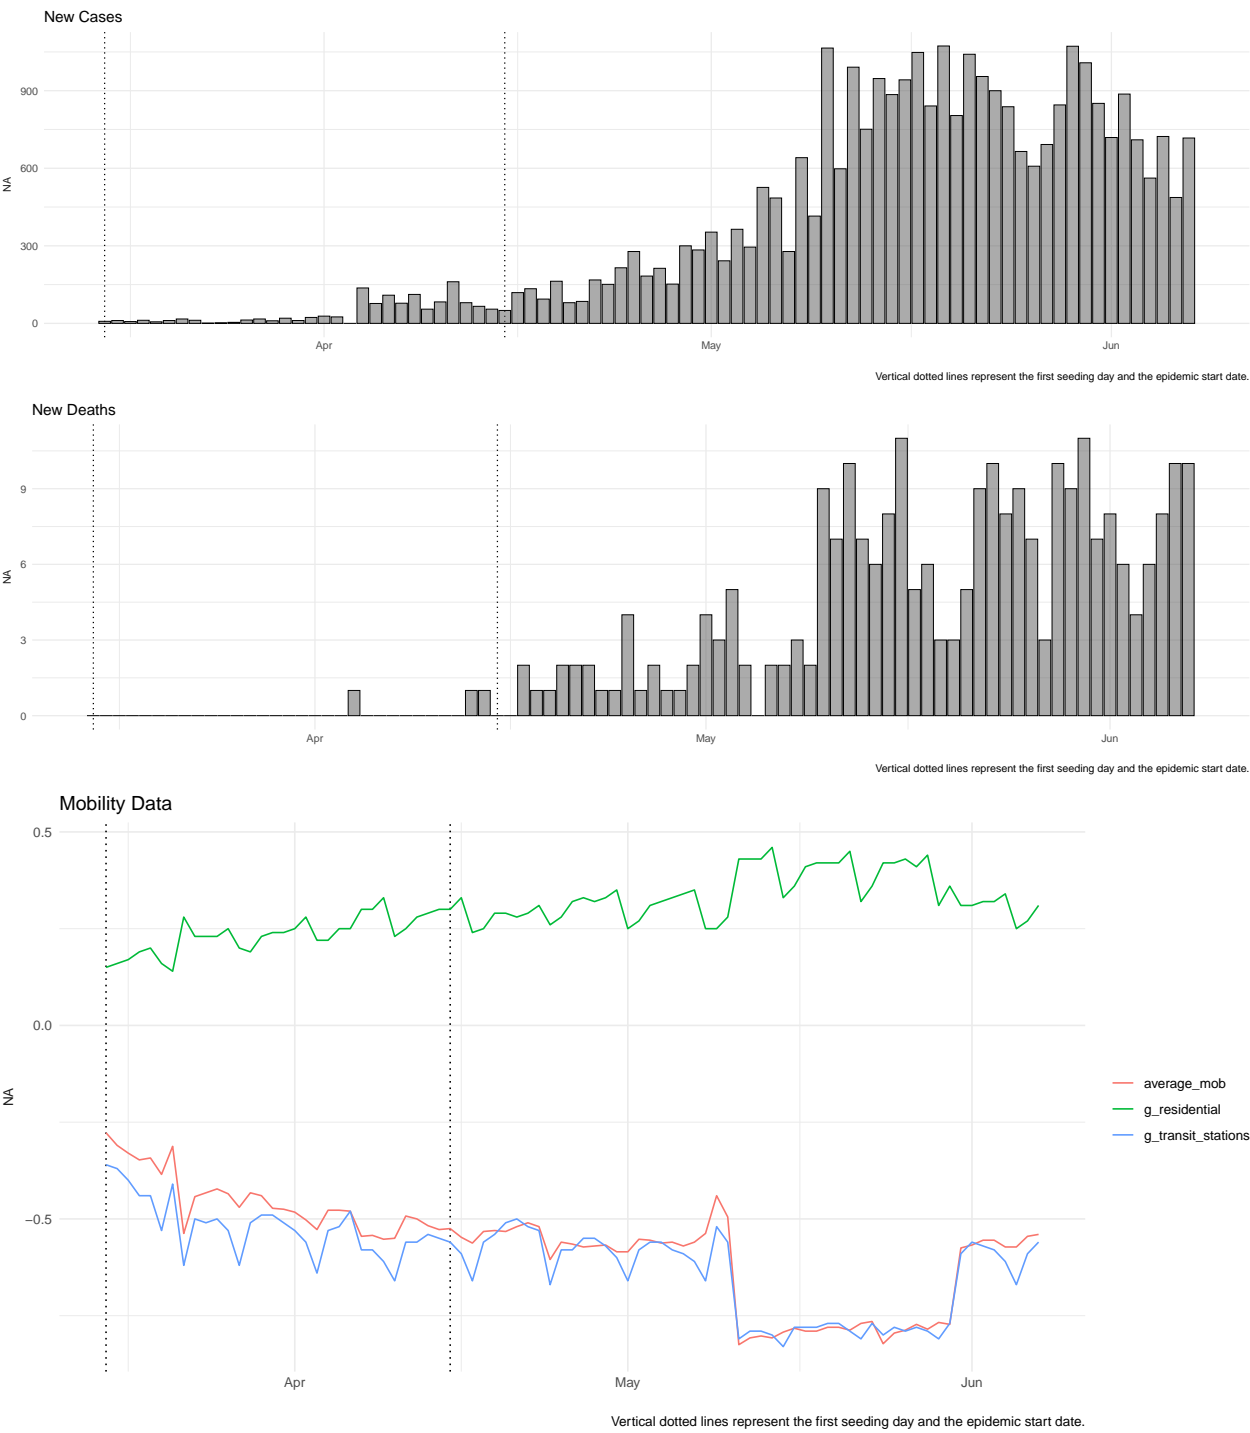 New Cases
900
600
300
0
NA
Apr
May
Jun
Vertical dotted lines represent the first seeding day and the epidemic start date.
New Deaths
9
6
3
0
NA
Apr
May
Jun
Vertical dotted lines represent the first seeding day and the epidemic start date.
Mobility Data
0.5
0.0
−0.5
NA
average_mob
g_residential
g_transit_stations
Apr
May
Jun
Vertical dotted lines represent the first seeding day and the epidemic start date.